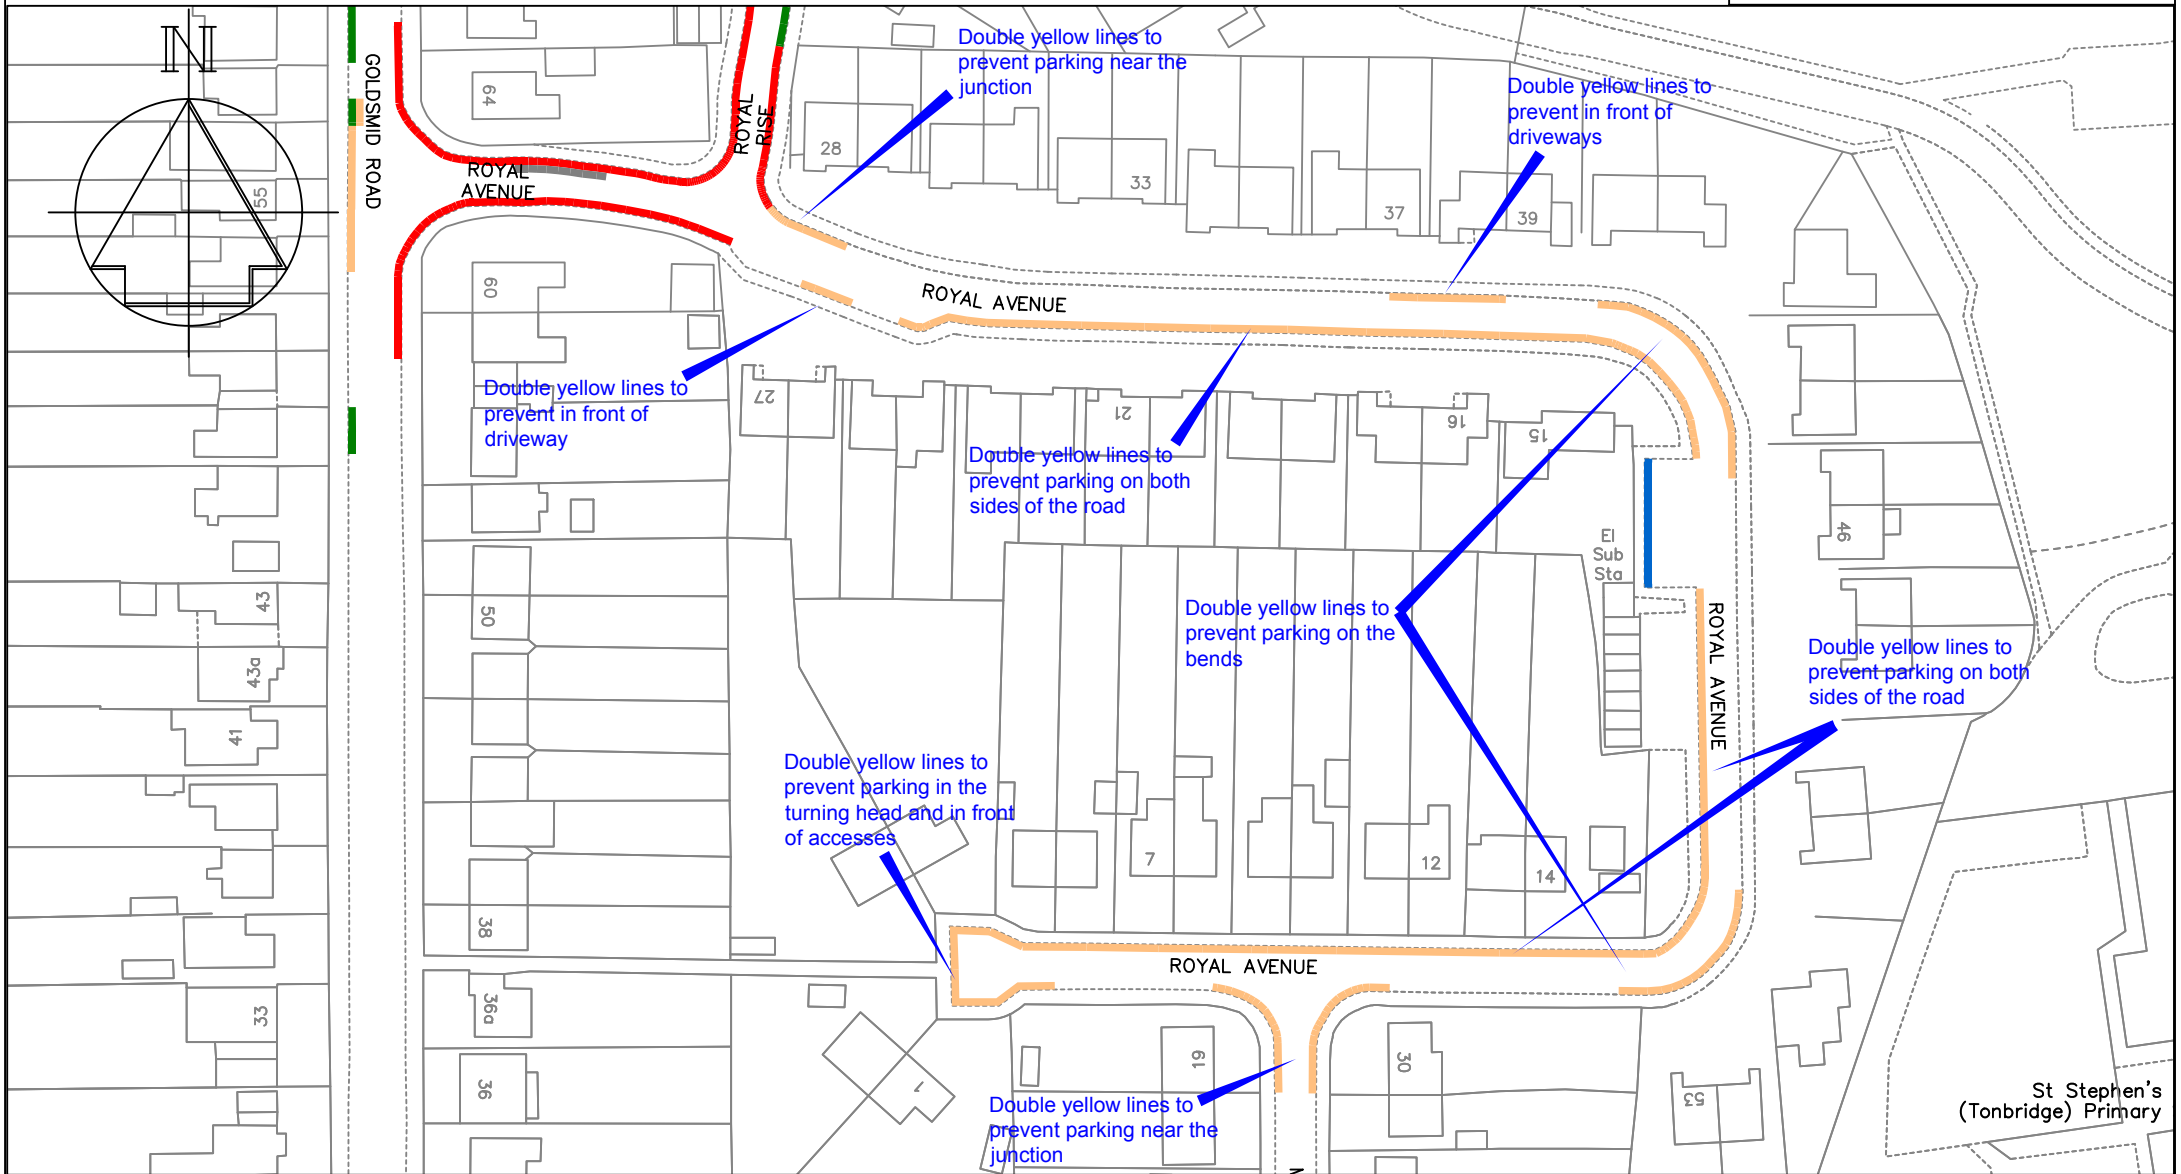 N
GOLDSMID ROAD
64
ROYAL
RISE
ROYAL
AVENUE
55
60
Double yellow lines to
prevent parking near the
junction
28
33
37
39
Double yellow lines to
prevent in front of
driveways
ROYAL AVENUE
Double yellow lines to
prevent in front of
driveway
27
21
16
15
Double yellow lines to
prevent parking on both
sides of the road
El
Sub
Sta
46
43
43a
41
50
Double yellow lines to
prevent parking on the
bends
ROYAL AVENUE
Double yellow lines to
prevent parking on both
sides of the road
Double yellow lines to
prevent parking in the
turning head and in front
of accesses
7
12
14
38
ROYAL AVENUE
33
36a
36
1
61
30
53
Double yellow lines to
prevent parking near the
junction
St Stephen's
(Tonbridge) Primary